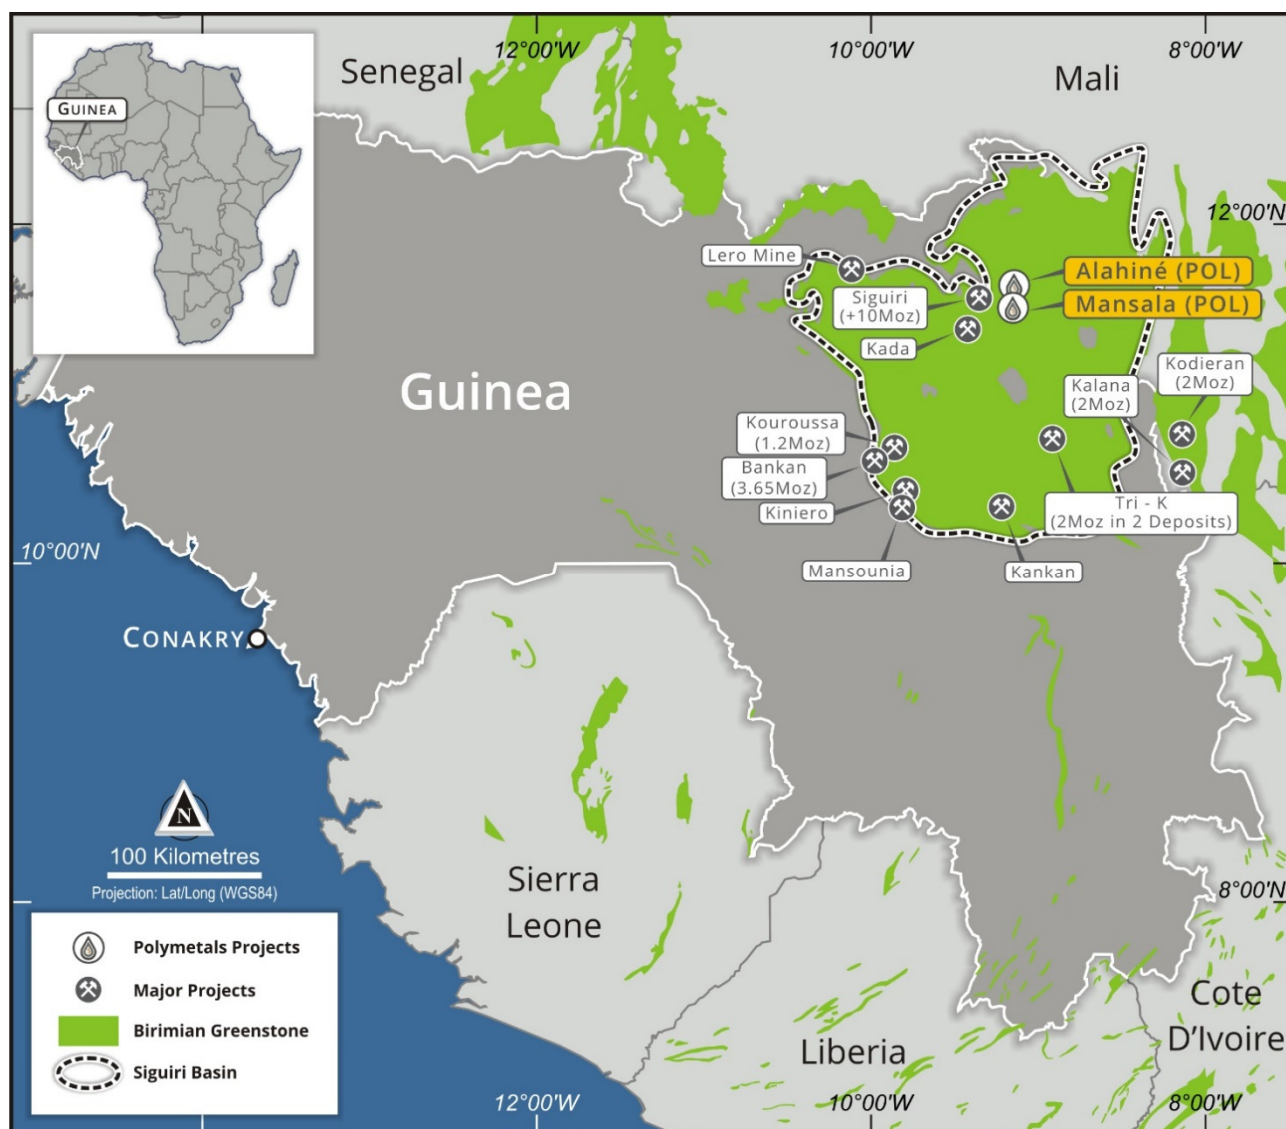 12°00'W
10°00'W
8°00'W
Senegal
Mali
GUINEA
12°00'N
Lero Mine
Alahiné (POL)
Siguiri
(+10Moz)
Mansala (POL)
Kada
Guinea
Kodieran
(2Moz)
Kalana
(2Moz)
Kouroussa
(1.2Moz)
Bankan
(3.65Moz)
Kiniero
Tri - K
(2Moz in 2 Deposits)
Mansounia
Kankan
10°00'N
CONAKRY
N
100 Kilometres
Projection: Lat/Long (WGS84)
Sierra
Leone
8°00'N
Polymetals Projects
Major Projects
Birimian Greenstone
Siguiri Basin
Cote
D'Ivoire
Liberia
12°00'W
10°00'W
8°00'W